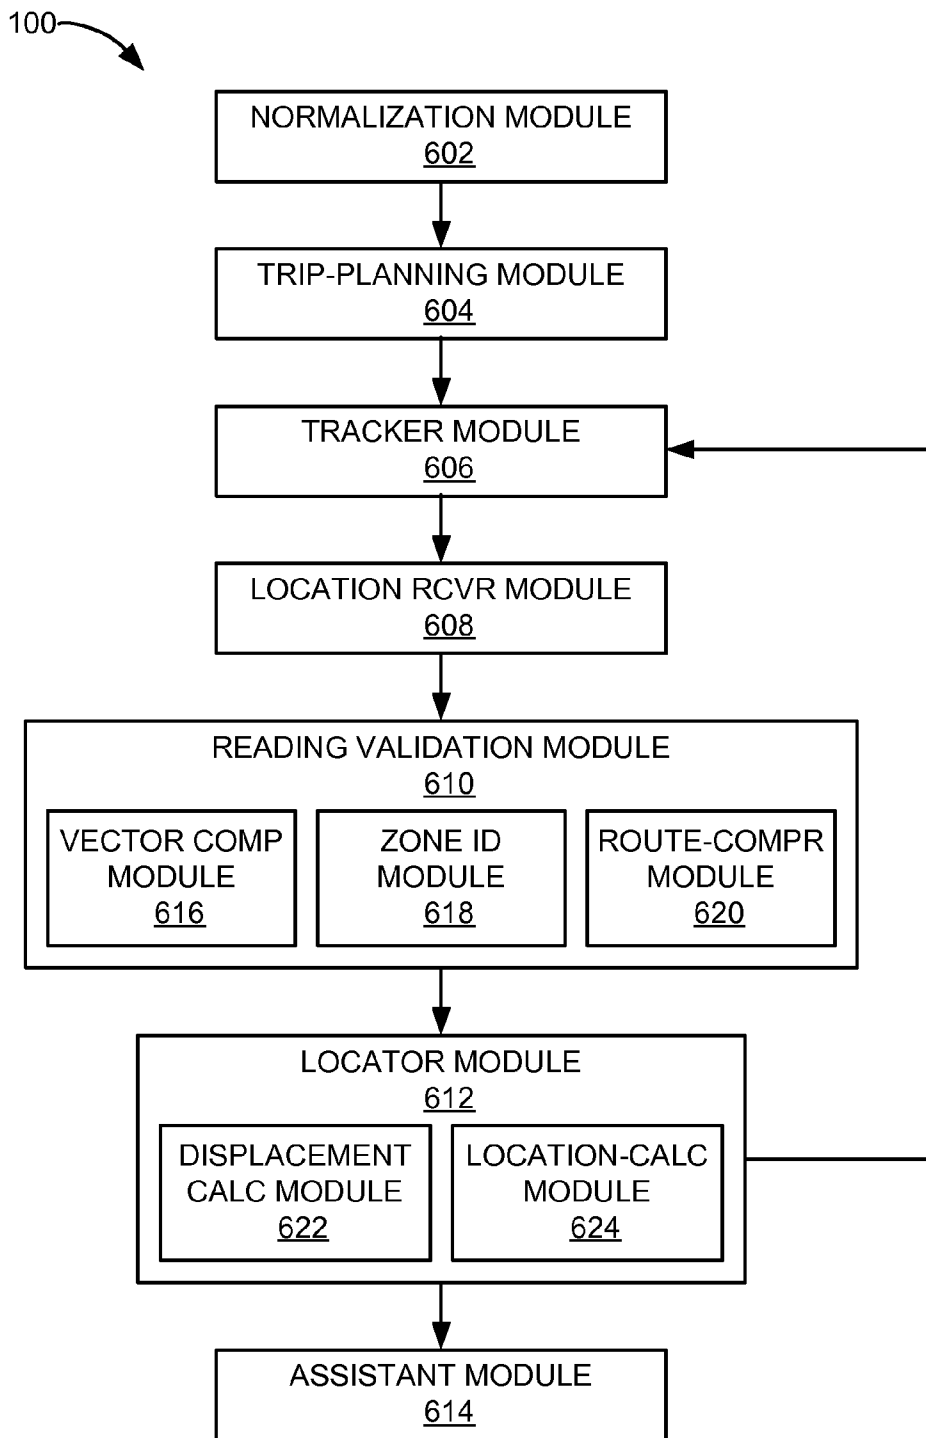 100
NORMALIZATION MODULE
602
TRIP-PLANNING MODULE
604
TRACKER MODULE
606
LOCATION RCVR MODULE
608
READING VALIDATION MODULE
610
VECTOR COMP
MODULE
616
ZONE ID
MODULE
618
ROUTE-COMPR
MODULE
620
LOCATOR MODULE
612
DISPLACEMENT
CALC MODULE
622
LOCATION-CALC
MODULE
624
ASSISTANT MODULE
614